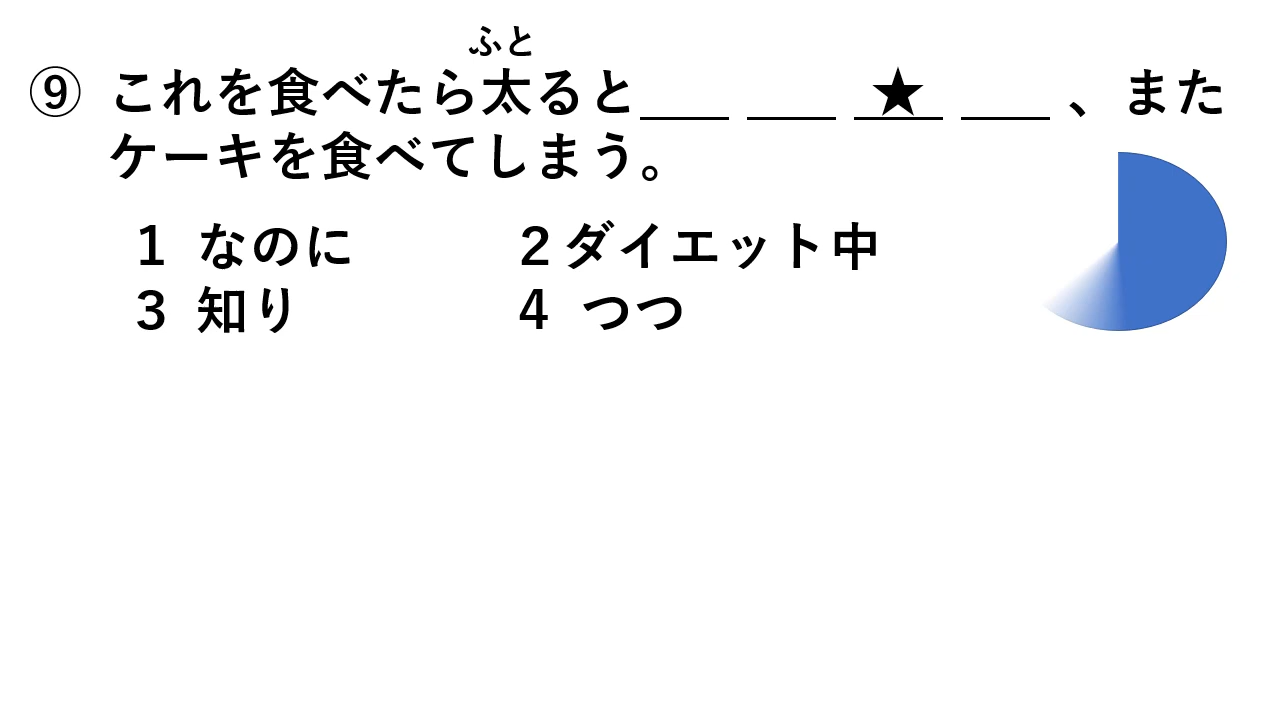 ふと
⑨ これを食べたら太ると＿＿ ＿＿ ＿★＿ ＿＿ 、また
ケーキを食べてしまう。
1 なのに 2 ダイエット中
3 知り 4 つつ